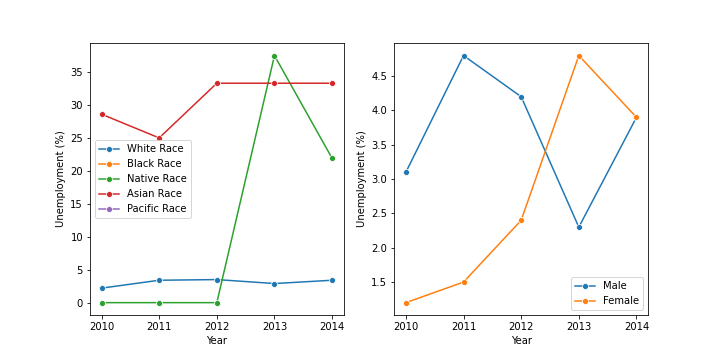 Unemployment (%)
35
30
25
20
15
10
5
0
White Race
Black Race
Native Race
Asian Race
Pacific Race
2010 2011 2012 2013 2014
Year
Unemployment (%)
4.5
4.0
3.5
3.0
2.5
2.0
1.5
Male
Female
2010 2011 2012 2013 2014
Year